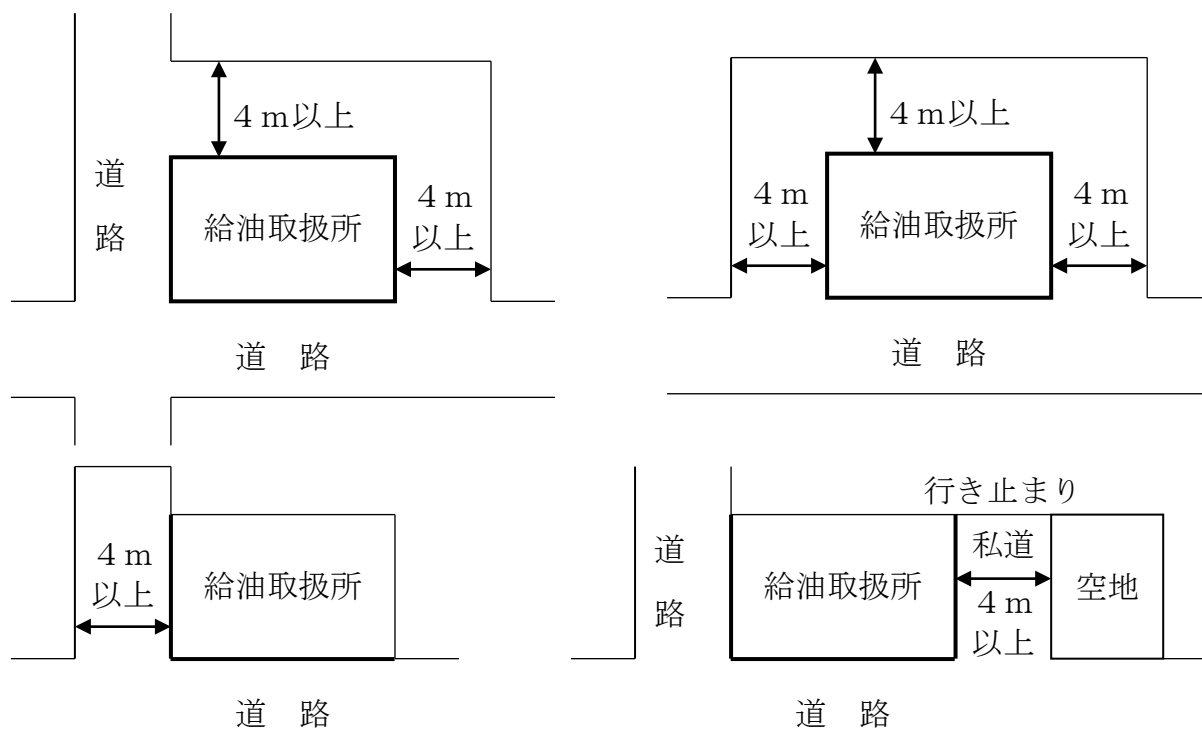 ４ｍ以上
道
路
給油取扱所
４ｍ
以上
道　路
４ｍ以上
４ｍ
以上
給油取扱所
４ｍ
以上
道　路
４ｍ
以上
給油取扱所
道　路
行き止まり
道
路
給油取扱所
私道
４ｍ
以上
空地
道　路